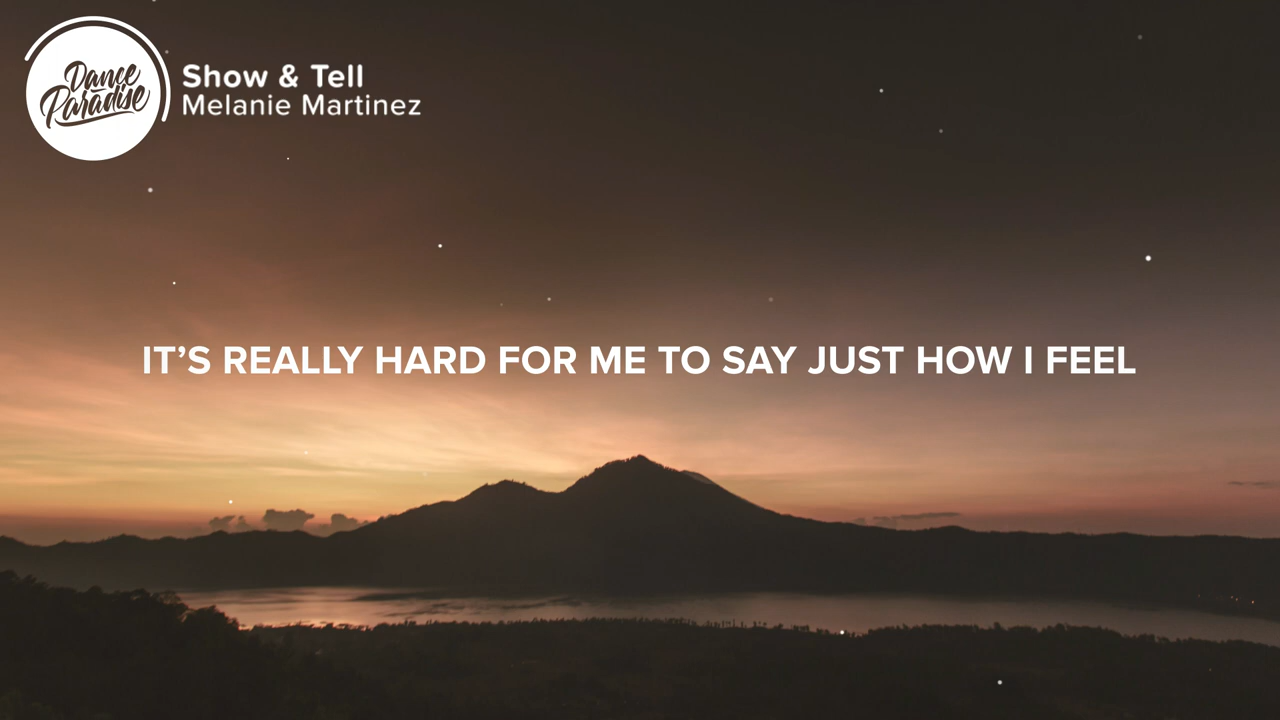 Dance
Paradise
Show & Tell
Melanie Martinez
IT’S REALLY HARD FOR ME TO SAY JUST HOW I FEEL